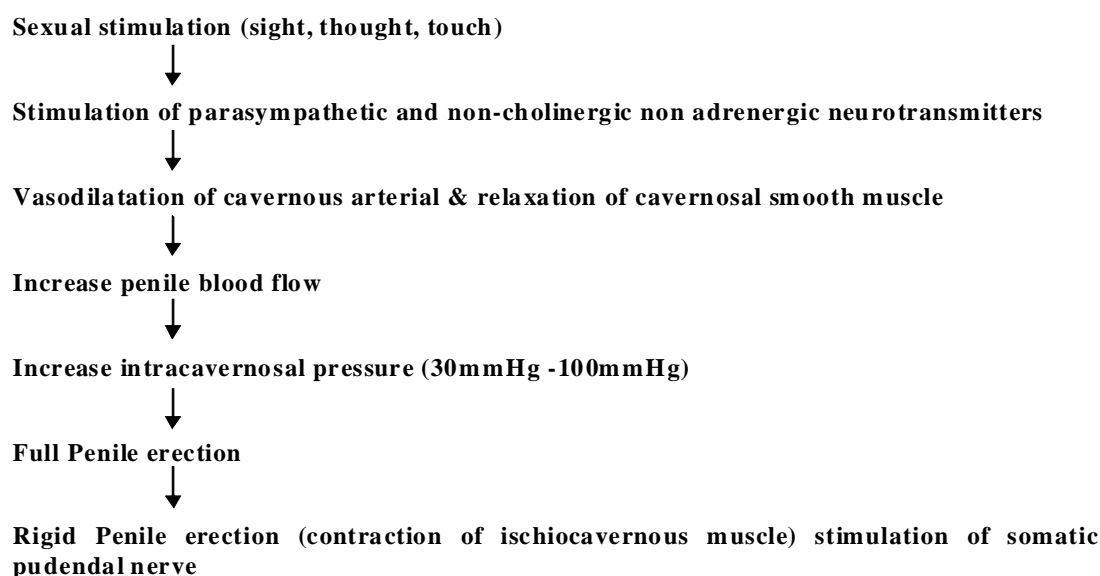 Sexual stimulation (sight, thought, touch)
Stimulation of parasympathetic and non-cholinergic non adrenergic neurotransmitters
Vasodilatation of cavernous arterial & relaxation of cavernosal smooth muscle
Increase penile blood flow
Increase intracavernosal pressure (30mmHg -100mmHg)
Full Penile erection
Rigid Penile erection (contraction of ischiocavernous muscle) stimulation of somatic
pudendal nerve